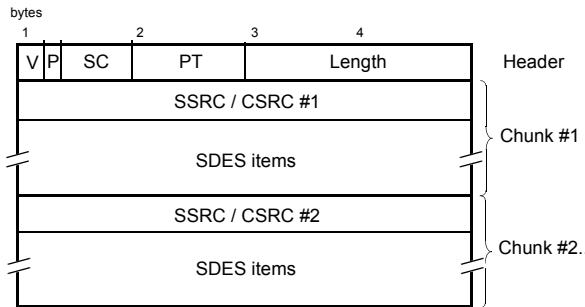 bytes
1 2 3 4
V P SC PT Length Header
SSRC / CSRC #1
Chunk #1
SDES items
SSRC / CSRC #2
Chunk #2.
SDES items